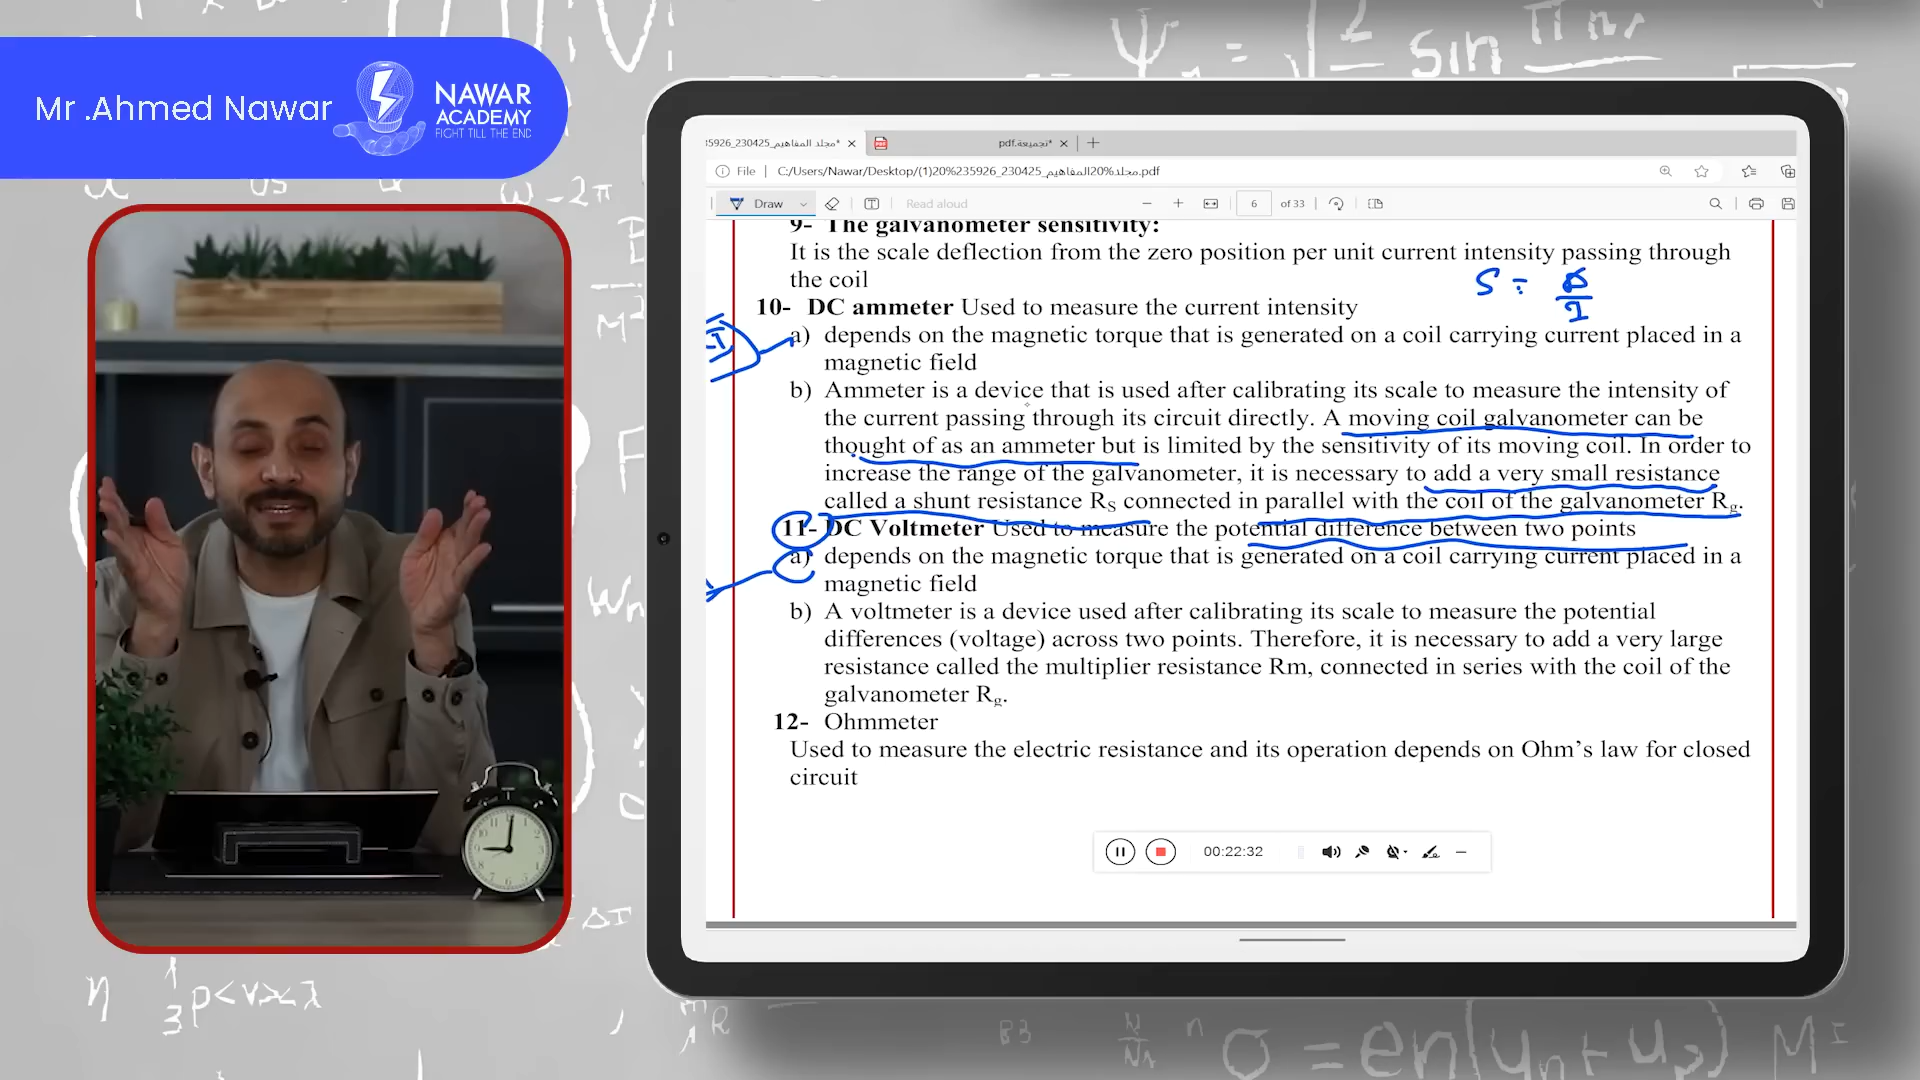 Mr .Ahmed Nawar
NAWAR
ACADEMY
FIGHT TILL THE END
35926_230425_مجلد المفاهيم*
تجميعة.pdf*
File
C:/Users/Nawar/Desktop/(1)20%235926_230425_مجلد%20المفاهيم.pdf
Draw
Read aloud
6
of 33
9- The galvanometer sensitivity:
It is the scale deflection from the zero position per unit current intensity passing through
the coil
10- DC ammeter Used to measure the current intensity
a) depends on the magnetic torque that is generated on a coil carrying current placed in a
magnetic field
b) Ammeter is a device that is used after calibrating its scale to measure the intensity of
the current passing through its circuit directly. A moving coil galvanometer can be
thought of as an ammeter but is limited by the sensitivity of its moving coil. In order to
increase the range of the galvanometer, it is necessary to add a very small resistance
called a shunt resistance RS connected in parallel with the coil of the galvanometer Rg.
11- DC Voltmeter Used to measure the potential difference between two points
a) depends on the magnetic torque that is generated on a coil carrying current placed in a
magnetic field
b) A voltmeter is a device used after calibrating its scale to measure the potential
differences (voltage) across two points. Therefore, it is necessary to add a very large
resistance called the multiplier resistance Rm, connected in series with the coil of the
galvanometer Rg.
12- Ohmmeter
Used to measure the electric resistance and its operation depends on Ohm's law for closed
circuit
00:22:32